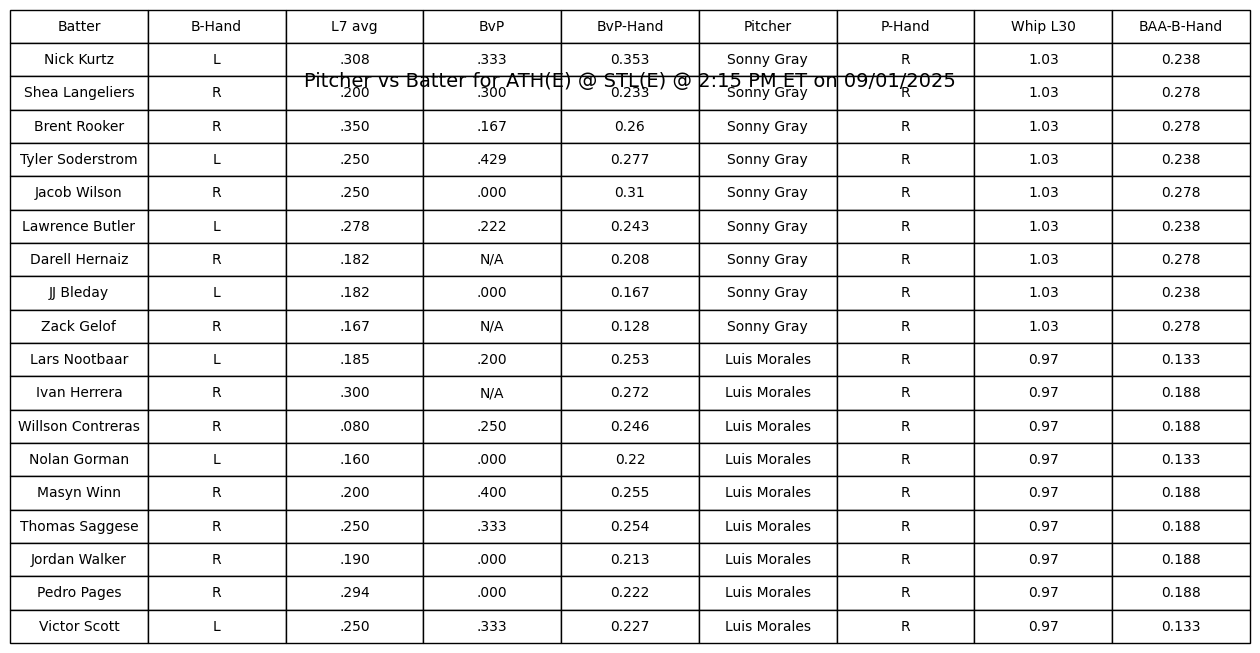 Batter B-Hand L7 avg BvP BvP-Hand Pitcher P-Hand Whip L30 BAA-B-Hand
Nick Kurtz L .308 .333 0.353 Sonny Gray R 1.03 0.238
Pitcher vs Batter for ATH(E) @ STL(E) @ 2:15 PM ET on 09/01/2025
Shea Langeliers R .200 .300 0.233 Sonny Gray R 1.03 0.278
Brent Rooker R .350 .167 0.26 Sonny Gray R 1.03 0.278
Tyler Soderstrom L .250 .429 0.277 Sonny Gray R 1.03 0.238
Jacob Wilson R .250 .000 0.31 Sonny Gray R 1.03 0.278
Lawrence Butler L .278 .222 0.243 Sonny Gray R 1.03 0.238
Darell Hernaiz R .182 N/A 0.208 Sonny Gray R 1.03 0.278
JJ Bleday L .182 .000 0.167 Sonny Gray R 1.03 0.238
Zack Gelof R .167 N/A 0.128 Sonny Gray R 1.03 0.278
Lars Nootbaar L .185 .200 0.253 Luis Morales R 0.97 0.133
Ivan Herrera R .300 N/A 0.272 Luis Morales R 0.97 0.188
Willson Contreras R .080 .250 0.246 Luis Morales R 0.97 0.188
Nolan Gorman L .160 .000 0.22 Luis Morales R 0.97 0.133
Masyn Winn R .200 .400 0.255 Luis Morales R 0.97 0.188
Thomas Saggese R .250 .333 0.254 Luis Morales R 0.97 0.188
Jordan Walker R .190 .000 0.213 Luis Morales R 0.97 0.188
Pedro Pages R .294 .000 0.222 Luis Morales R 0.97 0.188
Victor Scott L .250 .333 0.227 Luis Morales R 0.97 0.133